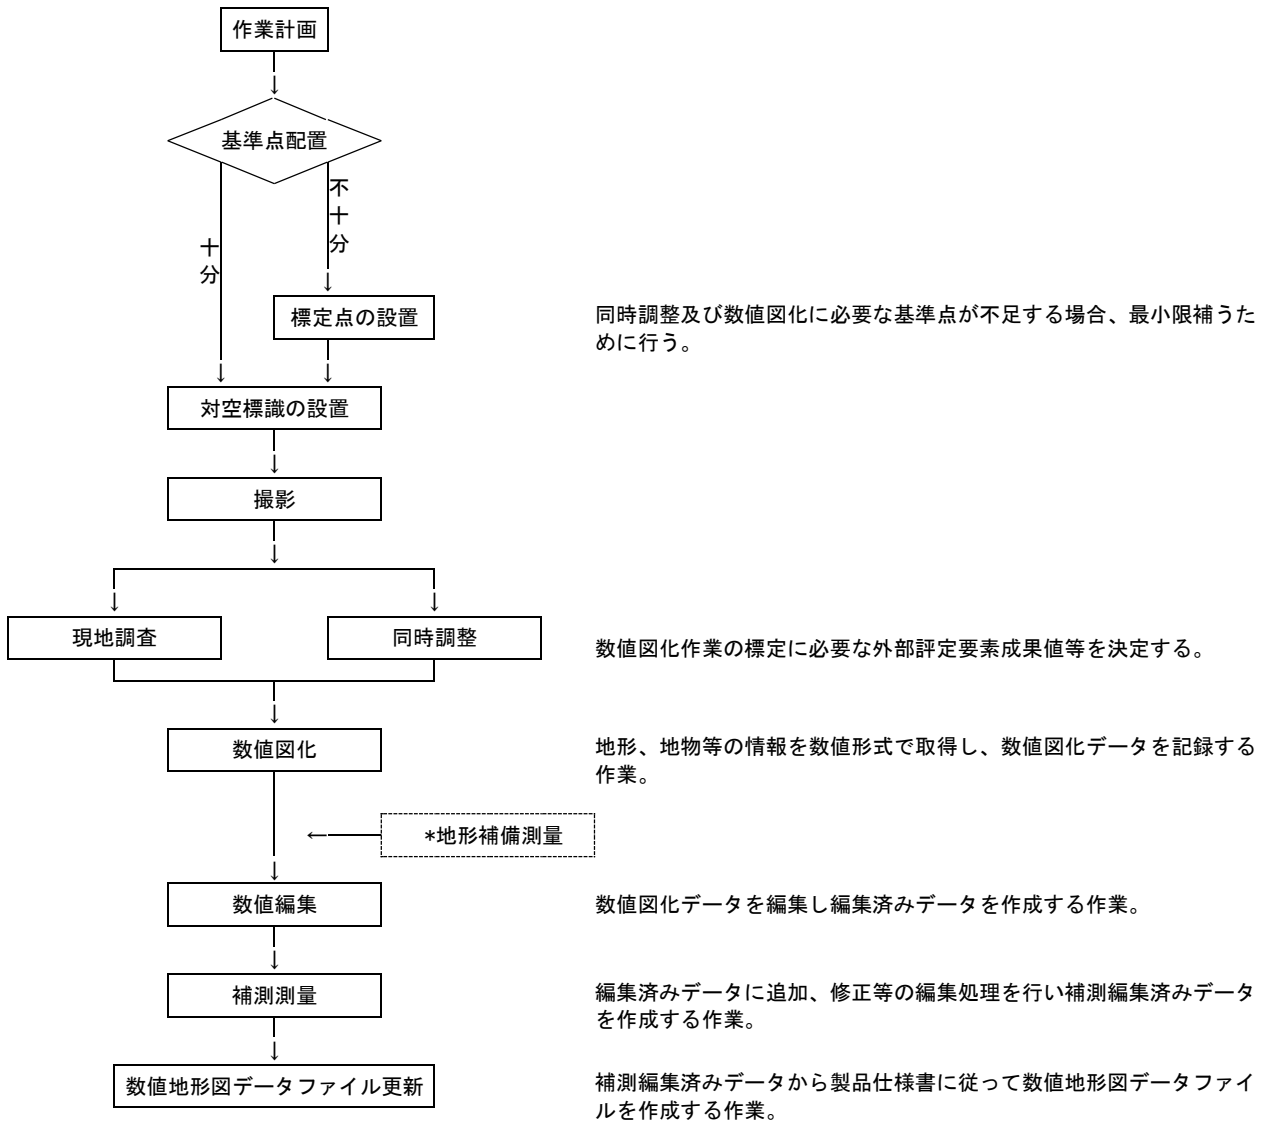 作業計画
基準点配置
不十分
十分
標定点の設置
同時調整及び数値図化に必要な基準点が不足する場合、最小限補うた
めに行う。
対空標識の設置
撮影
現地調査
同時調整
数値図化作業の標定に必要な外部評定要素成果値等を決定する。
数値図化
地形、地物等の情報を数値形式で取得し、数値図化データを記録する
作業。
*地形補備測量
数値編集
数値図化データを編集し編集済みデータを作成する作業。
補測測量
編集済みデータに追加、修正等の編集処理を行い補測編集済みデータ
を作成する作業。
数値地形図データファイル更新
補測編集済みデータから製品仕様書に従って数値地形図データファイ
ルを作成する作業。